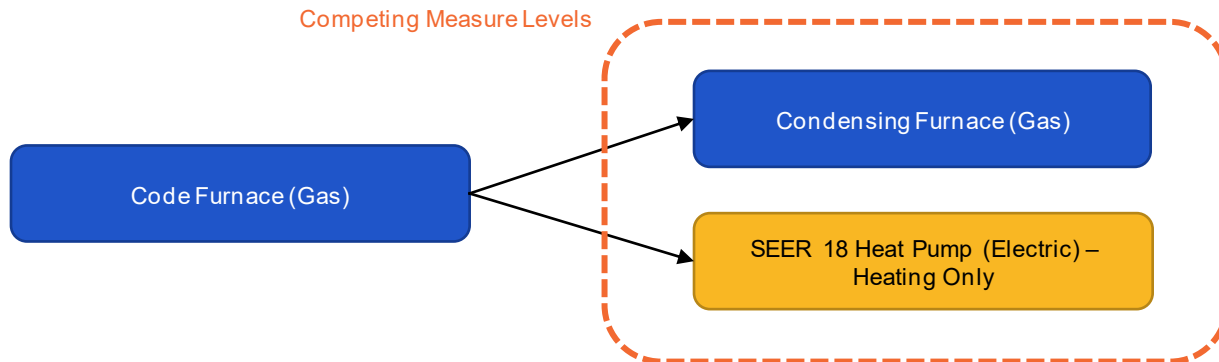 Competing Measure Levels
Condensing Furnace (Gas)
Code Furnace (Gas)
SEER 18 Heat Pump (Electric) –
Heating Only